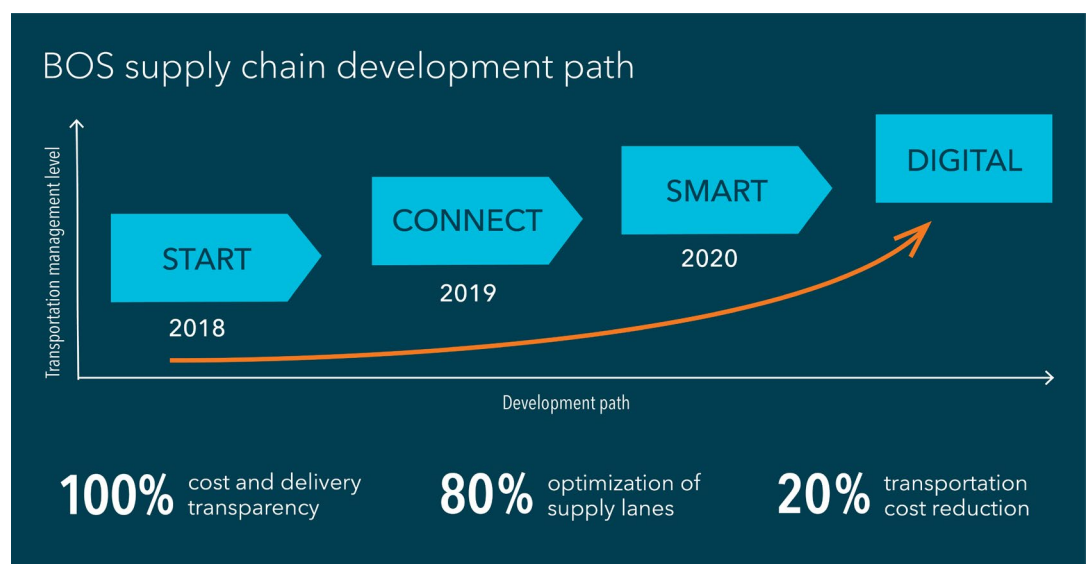 BOS supply chain development path
Transportation management level
START
2018
CONNECT
2019
SMART
2020
DIGITAL
Development path
100% cost and delivery
transparency
80% optimization of
supply lanes
20% transportation
cost reduction